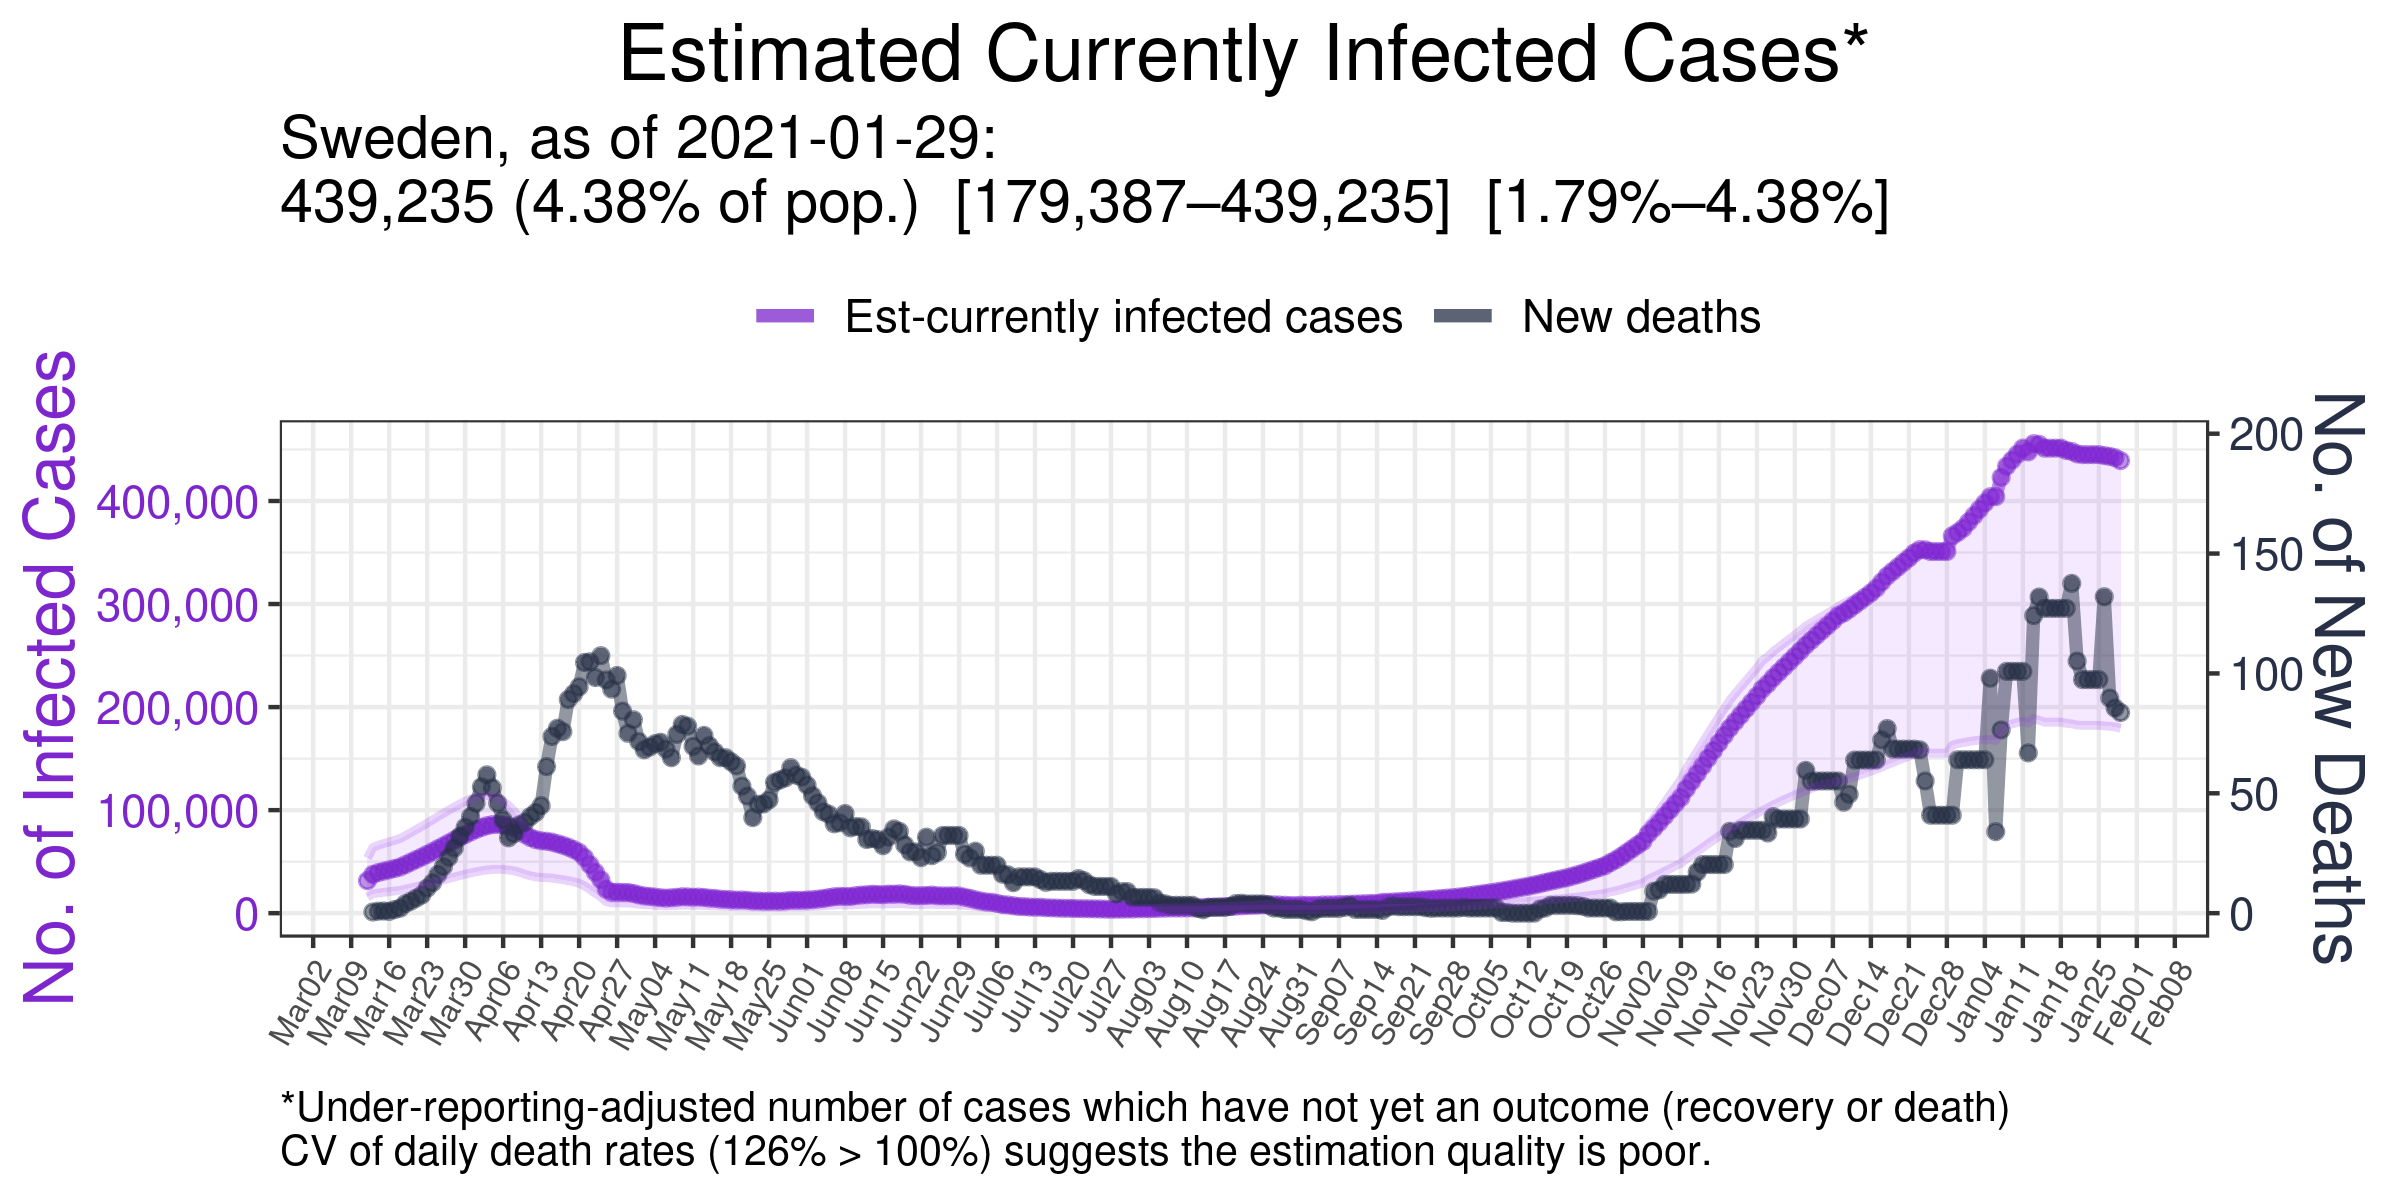 Estimated Currently Infected Cases*
Sweden, as of 2021-01-29:
439,235 (4.38% of pop.) [179,387–439,235] [1.79%–4.38%]
Est-currently infected cases
New deaths
No. of Infected Cases
400,000
300,000
200,000
100,000
0
200
150
100
50
0
No. of New Deaths
Mar02
Mar09
Mar16
Mar23
Mar30
Apr06
Apr13
Apr20
Apr27
May04
May11
May18
May25
Jun01
Jun08
Jun15
Jun22
Jun29
Jul06
Jul13
Jul20
Jul27
Aug03
Aug10
Aug17
Aug24
Aug31
Sep07
Sep14
Sep21
Sep28
Oct05
Oct12
Oct19
Oct26
Nov02
Nov09
Nov16
Nov23
Nov30
Dec07
Dec14
Dec21
Dec28
Jan04
Jan11
Jan18
Jan25
Feb01
Feb08
*Under-reporting-adjusted number of cases which have not yet an outcome (recovery or death)
CV of daily death rates (126% > 100%) suggests the estimation quality is poor.